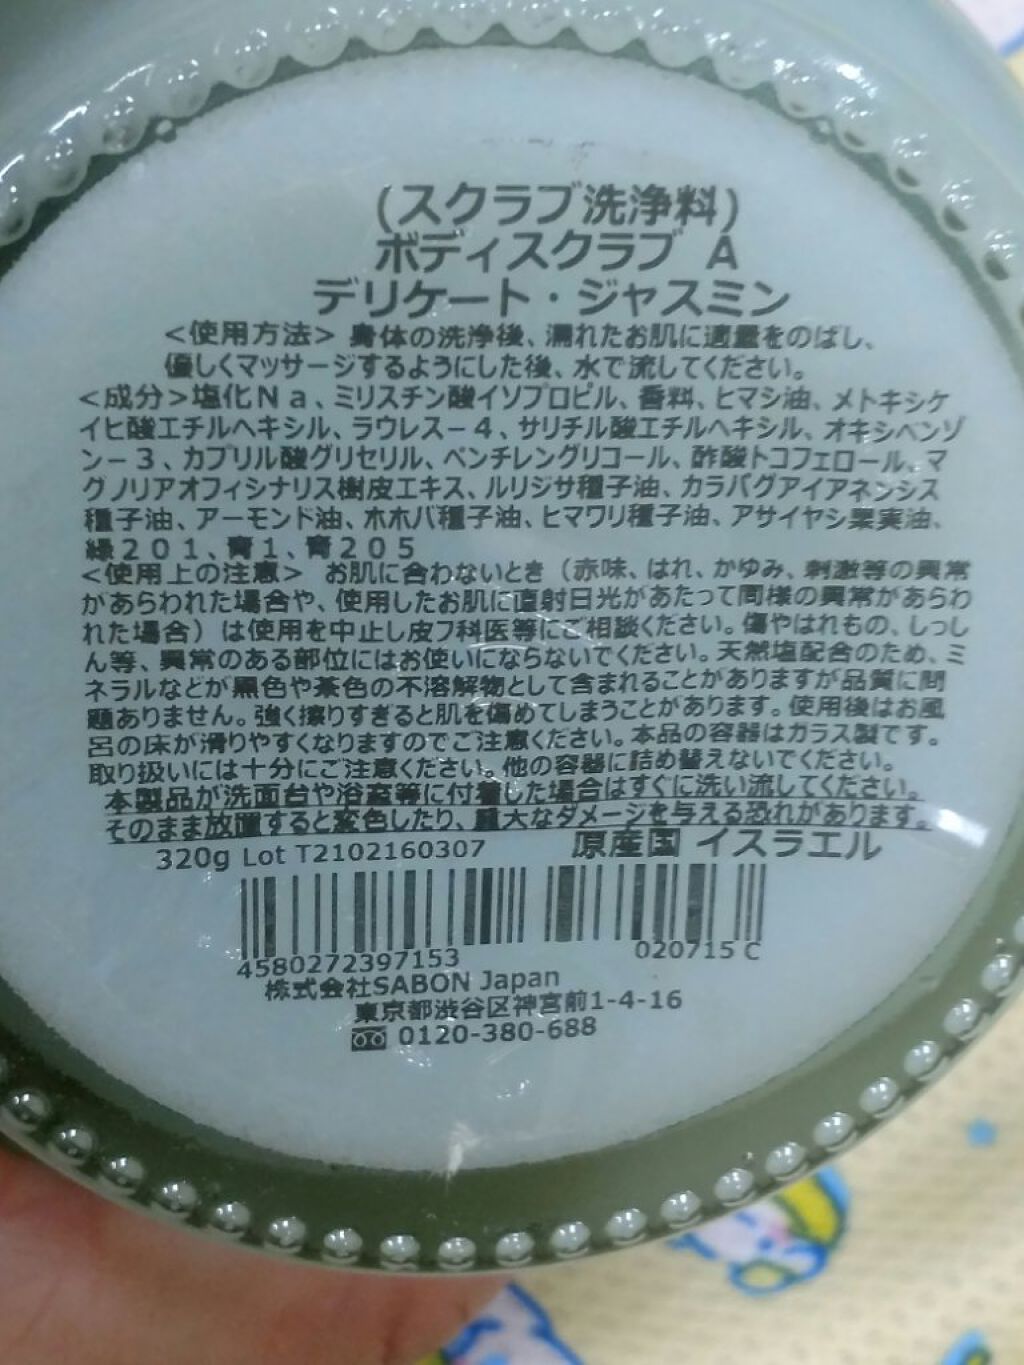 (スクラブ洗浄料)
ボディスクラブ A
デリケート・ジャスミン
<使用方法> 身体の洗浄後、濡れたお肌に適量をのばし、
優しくマッサージするようにした後、水で流してください。
<成分>塩化Na、ミリスチン酸イソプロピル、香料、ヒマシ油、メトキシケ
イヒ酸エチルヘキシル、ラウレス-4、サリチル酸エチルヘキシル、オキシベンゾ
ン-3、カプリル酸グリセリル、ペンチレングリコール、酢酸トコフェロール、マ
グノリアオフィシナリス樹皮エキス、ルリジサ種子油、カラパグアイアネンシス
種子油、アーモンド油、ホホバ種子油、ヒマワリ種子油、アサイヤシ果実油、
緑201、青1、青205
<使用上の注意> お肌に合わないとき(赤味、はれ、かゆみ、刺激等の異常
があらわれた場合や、使用したお肌に直射日光があたって同様の異常があらわ
れた場合)は使用を中止し皮フ科医等にご相談ください。傷やはれもの、しっし
ん等、異常のある部位にはお使いにならないでください。天然塩配合のため、ミ
ネラルなどが黒色や茶色の不溶解物として含まれることがありますが品質に問
題ありません。強く擦りすぎると肌を傷めてしまうことがあります。使用後はお風
呂の床が滑りやすくなりますのでご注意ください。本品の容器はガラス製です。
取り扱いには十分にご注意ください。他の容器に詰め替えないでください。
本製品が洗面台や浴室等に付着した場合はすぐに洗い流してください。
そのまま放置すると変色したり、重大なダメージを与える恐れがあります。
320g Lot T2102160307 原産国 イスラエル
4580272397153 020715 C
株式会社SABON Japan
東京都渋谷区神宮前1-4-16
0120-380-688